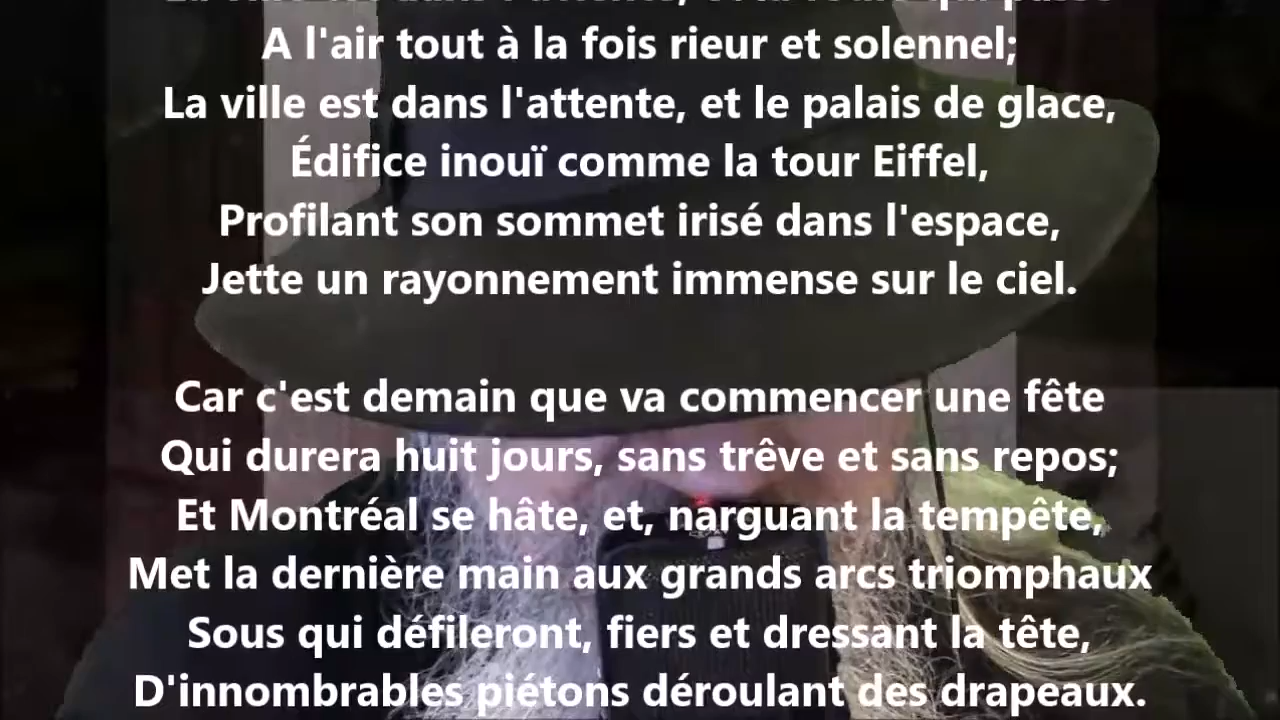 A l'air tout à la fois rieur et solennel;
La ville est dans l'attente, et le palais de glace,
Édifice inouï comme la tour Eiffel,
Profilant son sommet irisé dans l'espace,
Jette un rayonnement immense sur le ciel.
Car c'est demain que va commencer une fête
Qui durera huit jours, sans trêve et sans repos;
Et Montréal se hâte, et, narguant la tempête,
Met la dernière main aux grands arcs triomphaux
Sous qui défileront, fiers et dressant la tête,
D'innombrables piétons déroulant des drapeaux.